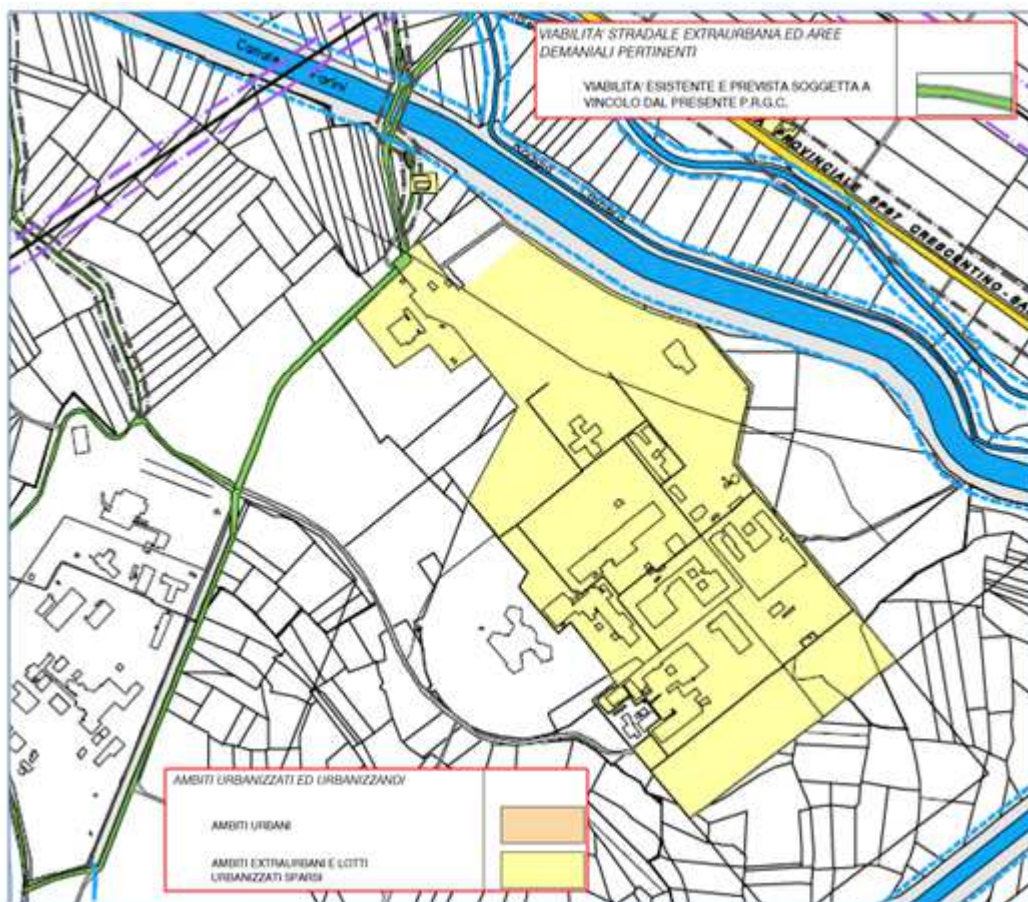 VIABILITA' STRADALE EXTRAURBANA ED AREE
DEMANIALI PERTINENTI
VIABILITA' ESISTENTE E PREVISTA SOGGETTA A
VINCOLO DAL PRESENTE P.R.G.C.
Canale
Farini
PROVINCIALE SP87 CRESCENTINO-
AMBITI URBANIZZATI ED URBANIZZANDI
AMBITI URBANI
AMBITI EXTRAURBANI E LOTTI
URBANIZZATI SPARSI